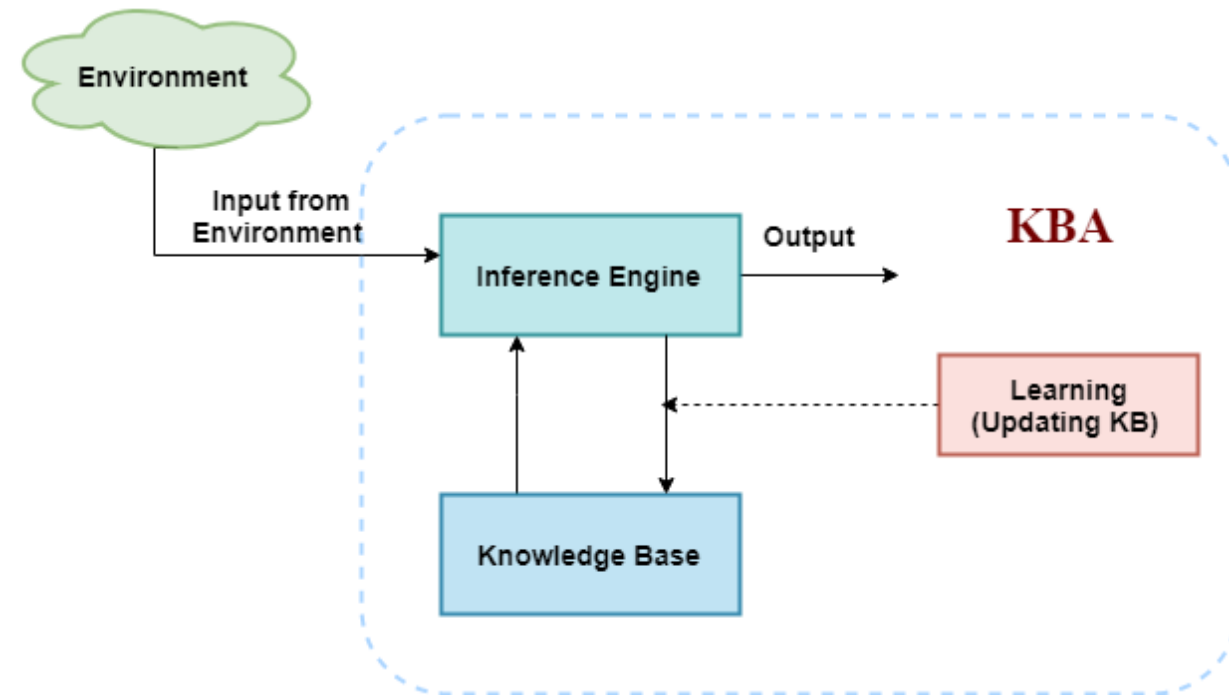 Environment
Input from
Environment
Inference Engine
Output
KBA
Learning
(Updating KB)
Knowledge Base